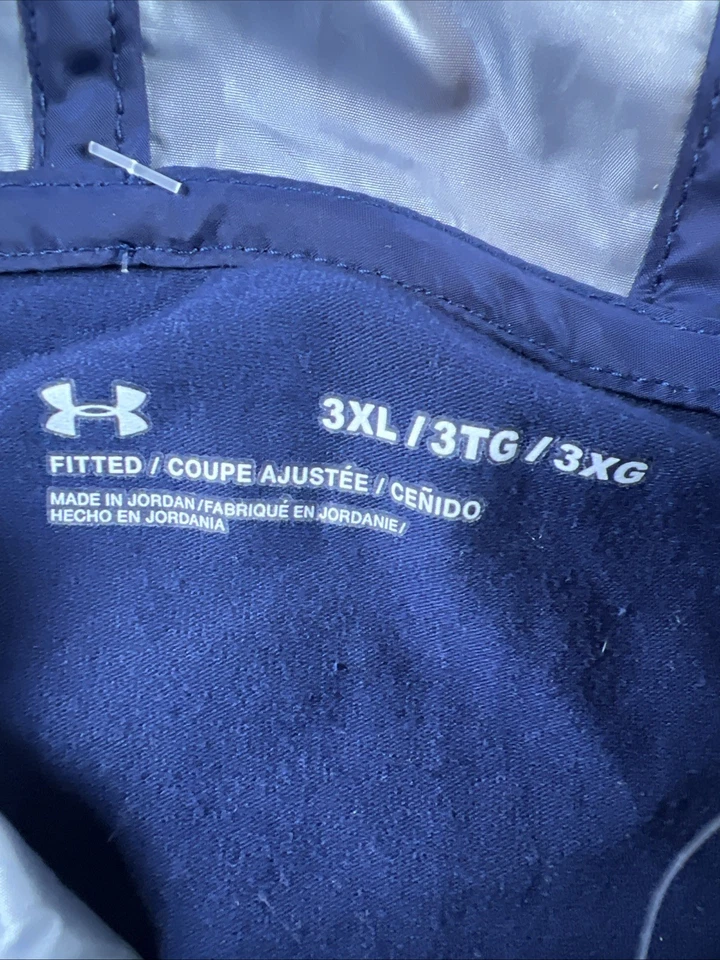 3XL / 3TG / 3XG
FITTED / COUPE AJUSTÉE / CEÑIDO
MADE IN JORDAN/FABRIQUÉ EN JORDANIE/
HECHO EN JORDANIA